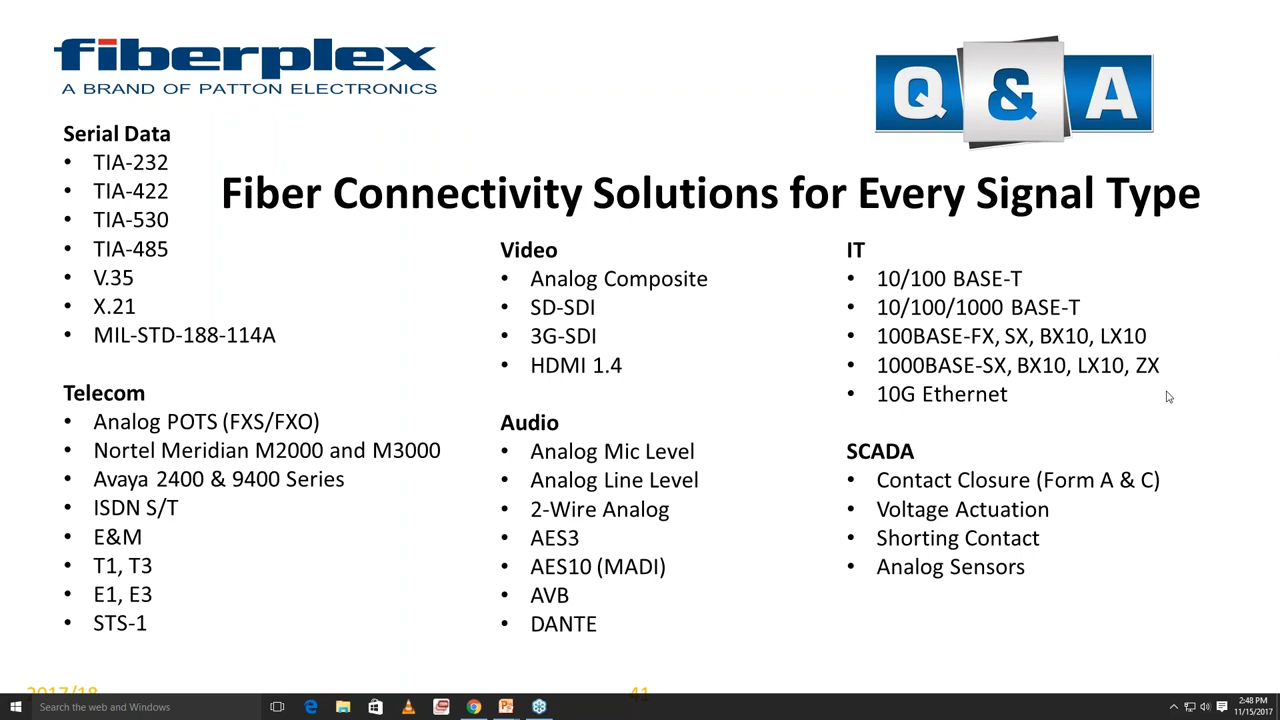 fiberplex
A BRAND OF PATTON ELECTRONICS
Q & A
Fiber Connectivity Solutions for Every Signal Type
Serial Data
• TIA-232
• TIA-422
• TIA-530
• TIA-485
• V.35
• X.21
• MIL-STD-188-114A
Telecom
• Analog POTS (FXS/FXO)
• Nortel Meridian M2000 and M3000
• Avaya 2400 & 9400 Series
• ISDN S/T
• E&M
• T1, T3
• E1, E3
• STS-1
Video
• Analog Composite
• SD-SDI
• 3G-SDI
• HDMI 1.4
Audio
• Analog Mic Level
• Analog Line Level
• 2-Wire Analog
• AES3
• AES10 (MADI)
• AVB
• DANTE
IT
• 10/100 BASE-T
• 10/100/1000 BASE-T
• 100BASE-FX, SX, BX10, LX10
• 1000BASE-SX, BX10, LX10, ZX
• 10G Ethernet
SCADA
• Contact Closure (Form A & C)
• Voltage Actuation
• Shorting Contact
• Analog Sensors
2017/18
41
Search the web and Windows
2:48 PM
11/15/2017